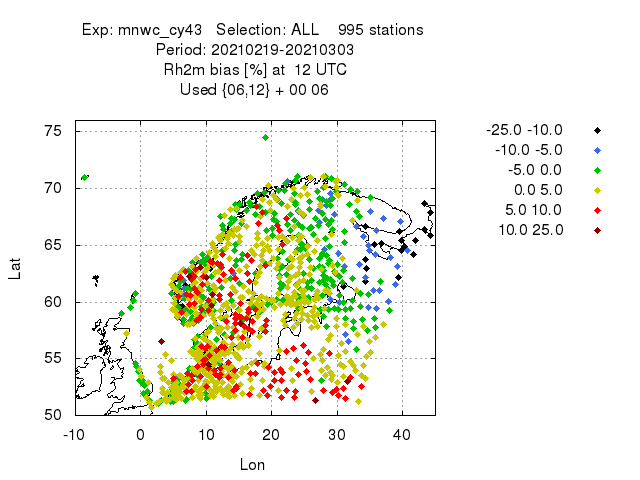 Exp: mnwc_cy43 Selection: ALL 995 stations
Period: 20210219-20210303
Rh2m bias [%] at 12 UTC
Used {06,12} + 00 06
-25.0 -10.0
-10.0 -5.0
-5.0 0.0
0.0 5.0
5.0 10.0
10.0 25.0
75
70
65
60
55
50
Lat
-10 0 10 20 30 40
Lon